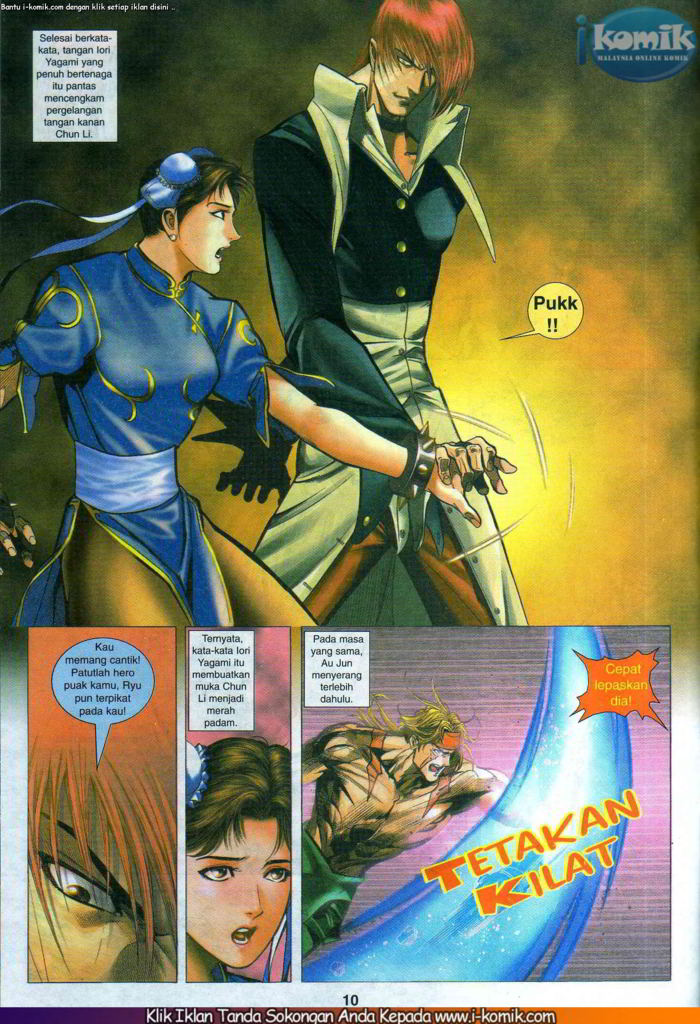 Bantu i-komik.com dengan klik setiap iklan disini ..
i komik
MALAYSIA ONLINE KOMIK
Selesai berkata-
kata, tangan Iori
Yagami yang
penuh bertenaga
itu pantas
mencengkam
pergelangan
tangan kanan
Chun Li.
Pukk
!!
Kau
memang cantik!
Patutlah hero
puak kamu, Ryu
pun terpikat
pada kau!
Ternyata,
kata-kata Iori
Yagami itu
membuatkan
muka Chun
Li menjadi
merah
padam.
Pada masa
yang sama,
Au Jun
menyerang
terlebih
dahulu.
Cepat
lepaskan
dia!
TETAKAN
KILAT
10
Klik Iklan Tanda Sokongan Anda Kepada www.i-komik.com